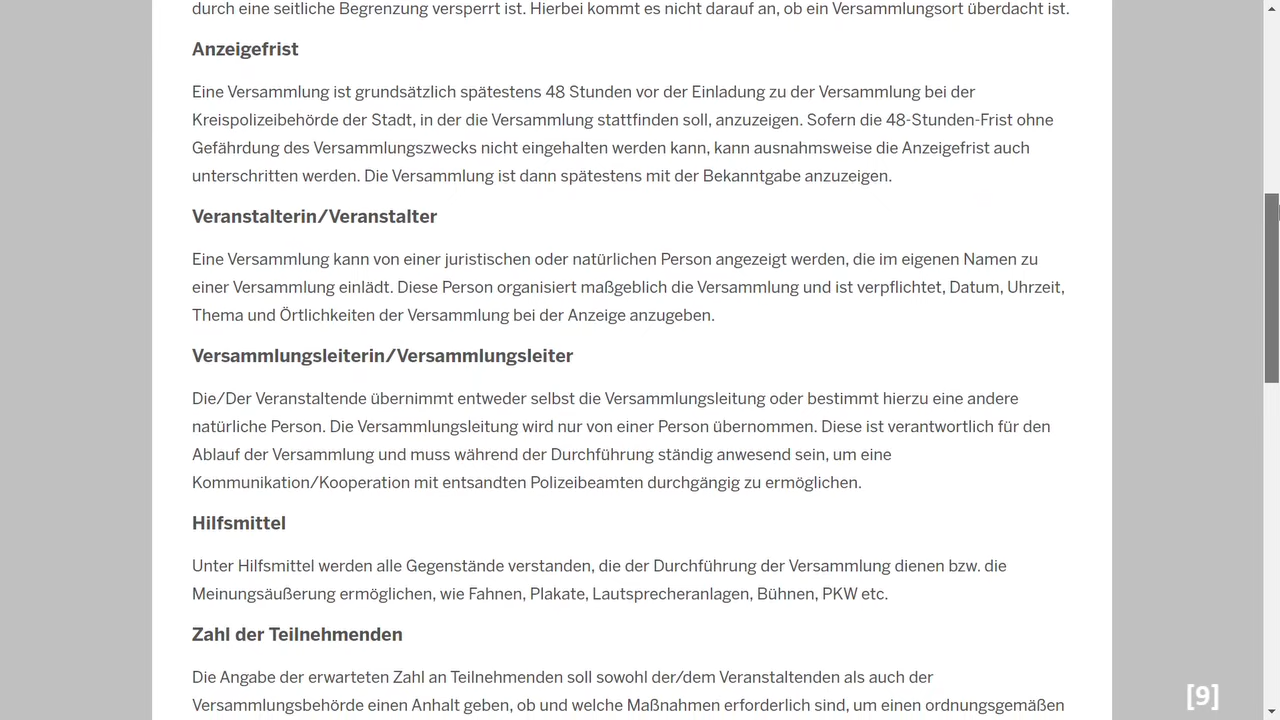 durch eine seitliche Begrenzung versperrt ist. Hierbei kommt es nicht darauf an, ob ein Versammlungsort überdacht ist.
Anzeigefrist
Eine Versammlung ist grundsätzlich spätestens 48 Stunden vor der Einladung zu der Versammlung bei der
Kreispolizeibehörde der Stadt, in der die Versammlung stattfinden soll, anzuzeigen. Sofern die 48-Stunden-Frist ohne
Gefährdung des Versammlungszwecks nicht eingehalten werden kann, kann ausnahmsweise die Anzeigefrist auch
unterschritten werden. Die Versammlung ist dann spätestens mit der Bekanntgabe anzuzeigen.
Veranstalterin/Veranstalter
Eine Versammlung kann von einer juristischen oder natürlichen Person angezeigt werden, die im eigenen Namen zu
einer Versammlung einlädt. Diese Person organisiert maßgeblich die Versammlung und ist verpflichtet, Datum, Uhrzeit,
Thema und Örtlichkeiten der Versammlung bei der Anzeige anzugeben.
Versammlungsleiterin/Versammlungsleiter
Die/Der Veranstaltende übernimmt entweder selbst die Versammlungsleitung oder bestimmt hierzu eine andere
natürliche Person. Die Versammlungsleitung wird nur von einer Person übernommen. Diese ist verantwortlich für den
Ablauf der Versammlung und muss während der Durchführung ständig anwesend sein, um eine
Kommunikation/Kooperation mit entsandten Polizeibeamten durchgängig zu ermöglichen.
Hilfsmittel
Unter Hilfsmittel werden alle Gegenstände verstanden, die der Durchführung der Versammlung dienen bzw. die
Meinungsäußerung ermöglichen, wie Fahnen, Plakate, Lautsprecheranlagen, Bühnen, PKW etc.
Zahl der Teilnehmenden
Die Angabe der erwarteten Zahl an Teilnehmenden soll sowohl der/dem Veranstaltenden als auch der
Versammlungsbehörde einen Anhalt geben, ob und welche Maßnahmen erforderlich sind, um einen ordnungsgemäßen
[9]